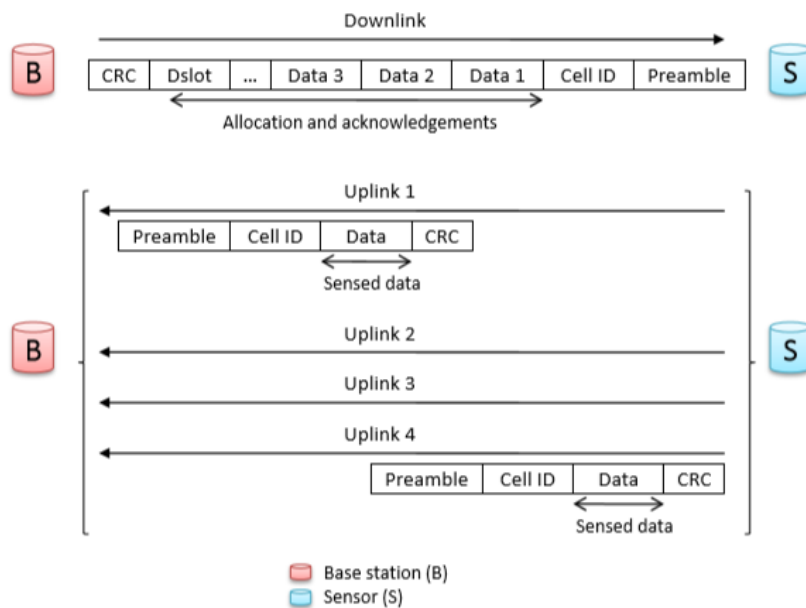 Downlink
B
S
CRC Dslot ... Data 3 Data 2 Data 1 Cell ID Preamble
Allocation and acknowledgements
Uplink 1
Preamble Cell ID Data CRC
Sensed data
B
S
Uplink 2
Uplink 3
Uplink 4
Preamble Cell ID Data CRC
Sensed data
Base station (B)
Sensor (S)